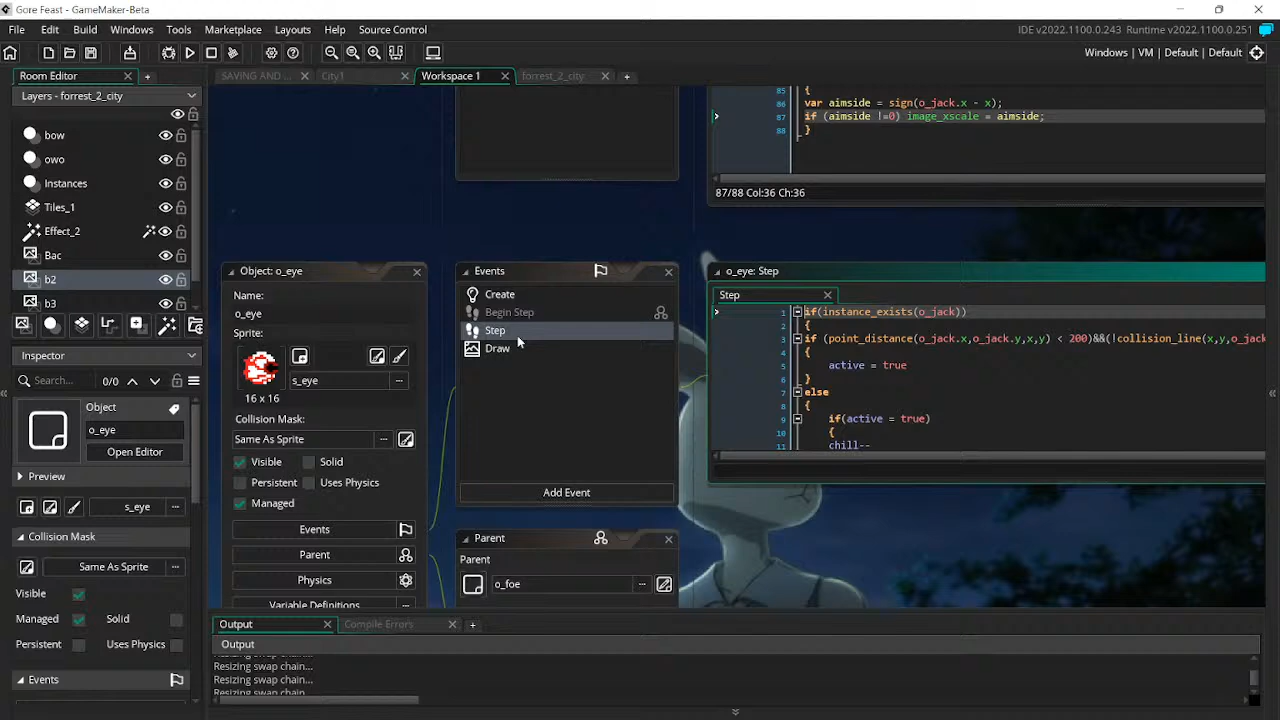 Gore Feast - GameMaker-Beta
File Edit Build Windows Tools Marketplace Layouts Help Source Control
IDE v2022.1100.0.243 Runtime v2022.1100.0.251
Windows | VM | Default | Default
Room Editor
SAVING AND ... City1 Workspace 1 forrest_2_city
Layers - forrest_2_city
bow
owo
Instances
Tiles_1
Effect_2
Bac
b2
b3
85 {
86 var aimside = sign(o_jack.x - x);
87 if (aimside !=0) image_xscale = aimside;
88 }
87/88 Col:36 Ch:36
Inspector
Search... 0/0
Object
o_eye
Open Editor
Preview
s_eye ...
Collision Mask
Same As Sprite ...
Visible
Managed Solid
Persistent Uses Physics
Events
Object: o_eye
Name:
o_eye
Sprite:
s_eye ...
16 x 16
Collision Mask:
Same As Sprite ...
Visible Solid
Persistent Uses Physics
Managed
Events
Parent
Physics
Variable Definitions ...
Events
Create
Begin Step
Step
Draw
Add Event
Parent
Parent
o_foe ...
o_eye: Step
Step
1 if(instance_exists(o_jack))
2 {
3 if (point_distance(o_jack.x,o_jack.y,x,y) < 200)&&(!collision_line(x,y,o_jack
4 {
5 active = true
6 }
7 else
8 {
9 if(active = true)
10 {
11 chill--
Output Compile Errors
Output
Resizing swap chain...
Resizing swap chain...
Resizing swap chain...